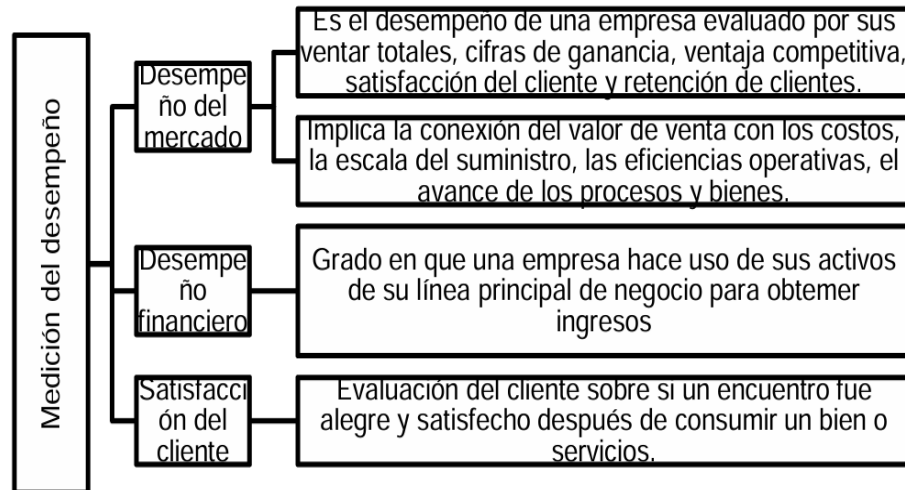 Medición del desempeño
Desempe
ño del
mercado
Es el desempeño de una empresa evaluado por sus
ventar totales, cifras de ganancia, ventaja competitiva,
satisfacción del cliente y retención de clientes.
Implica la conexión del valor de venta con los costos,
la escala del suministro, las eficiencias operativas, el
avance de los procesos y bienes.
Desempe
ño
financiero
Grado en que una empresa hace uso de sus activos
de su línea principal de negocio para obtemer
ingresos
Satisfacci
ón del
cliente
Evaluación del cliente sobre si un encuentro fue
alegre y satisfecho después de consumir un bien o
servicios.